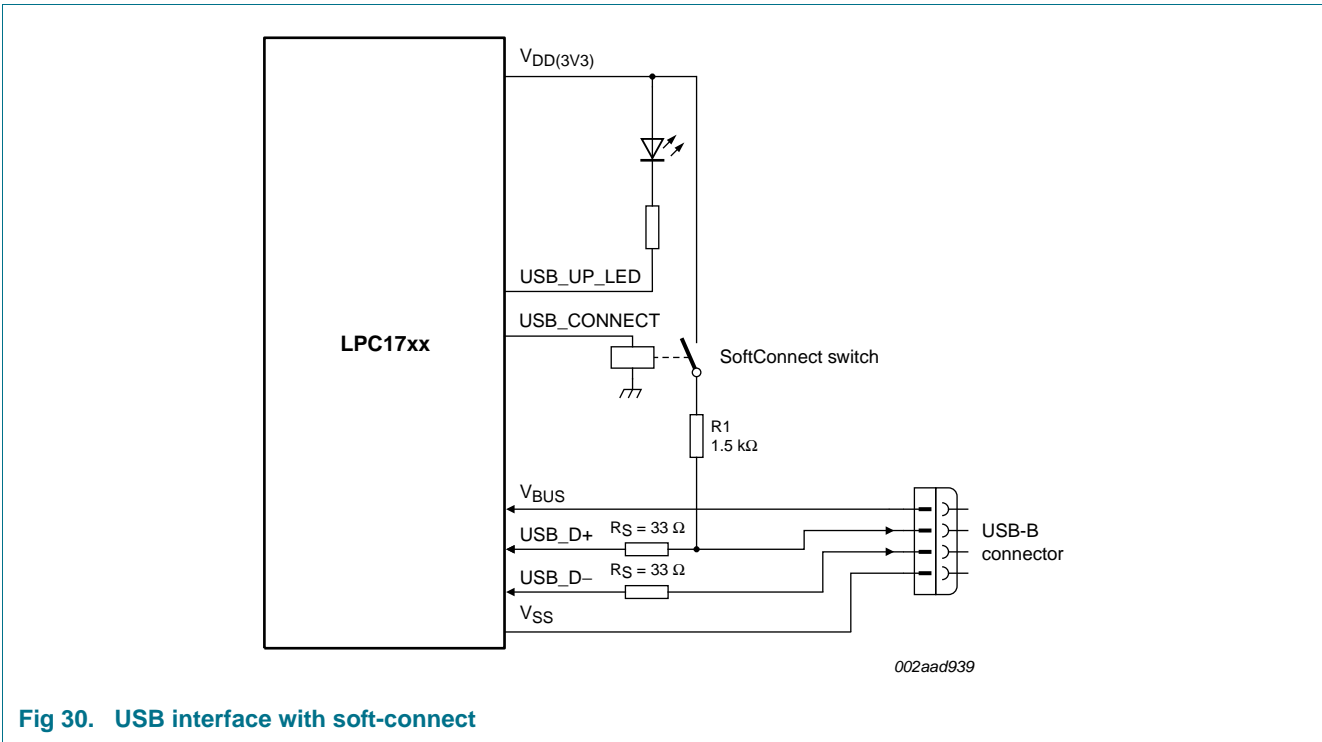 VDD(3V3)
USB_UP_LED
USB_CONNECT
LPC17xx
SoftConnect switch
R1
1.5 kΩ
VBUS
USB_D+
RS = 33 Ω
USB-B
connector
USB_D−
RS = 33 Ω
VSS
002aad939
Fig 30. USB interface with soft-connect